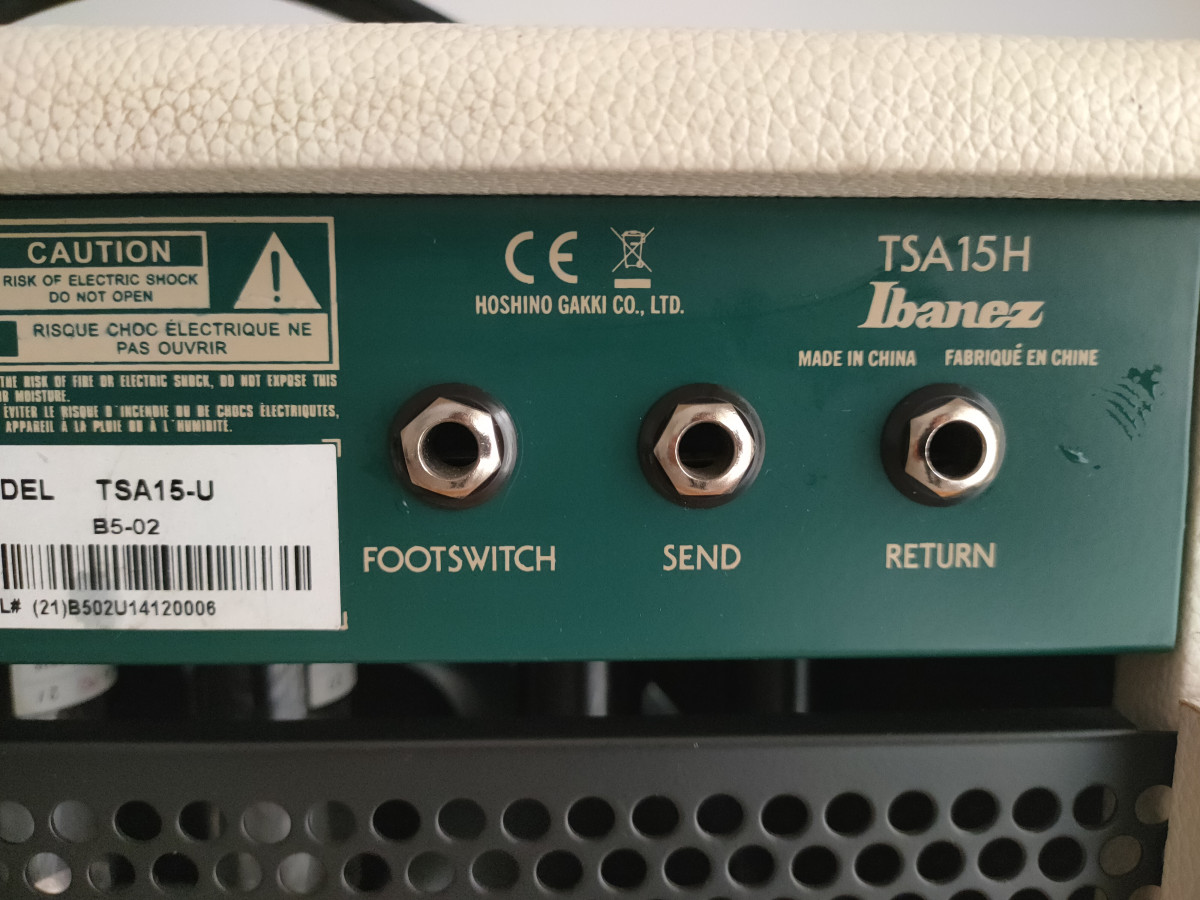 CAUTION
RISK OF ELECTRIC SHOCK
DO NOT OPEN
RISQUE CHOC ÉLECTRIQUE NE
PAS OUVRIR
THE RISK OF FIRE OR ELECTRIC SHOCK, DO NOT EXPOSE THIS
OR MOISTURE.
ÉVITER LE RISQUE D'INCENDIE OU DE CHOCS ÉLECTRIQUTES,
APPAREIL À LA PLUIE OU À L'HUMIDITÉ.
DEL TSA15-U
B5-02
L# (21)B502U14120006
CE
HOSHINO GAKKI CO., LTD.
TSA15H
Ibanez
MADE IN CHINA FABRIQUÉ EN CHINE
FOOTSWITCH SEND RETURN